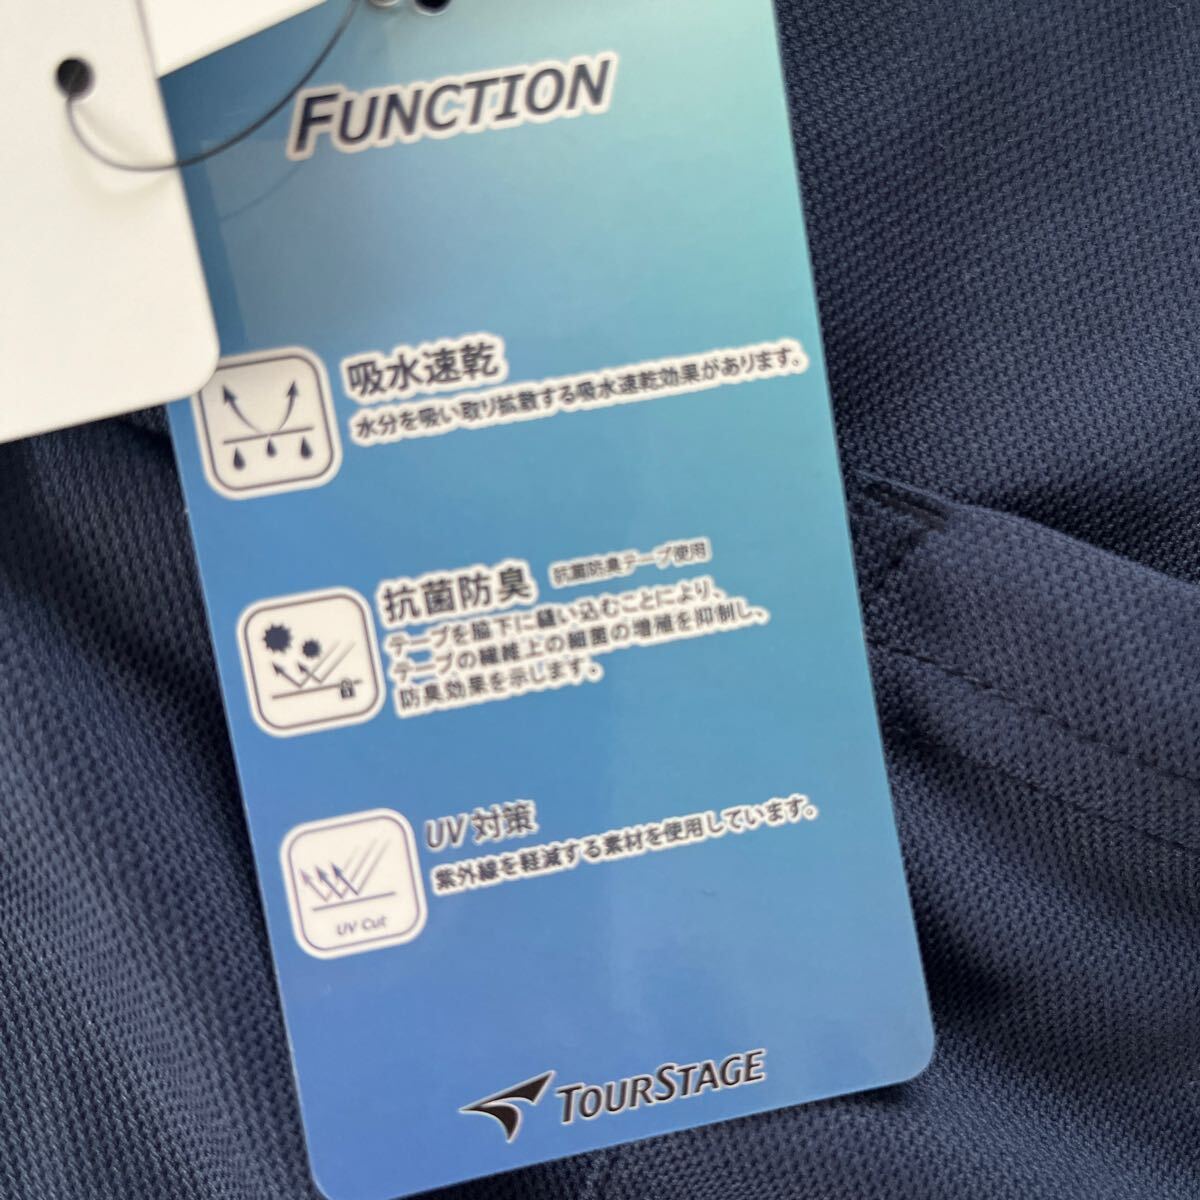 FUNCTION
吸水速乾
水分を吸い取り拡散する吸水速乾効果があります。
抗菌防臭 抗菌防臭テープ使用
テープを脇下に縫い込むことにより、
テープの繊維上の細菌の増殖を抑制し、
防臭効果を示します。
UV対策
紫外線を軽減する素材を使用しています。
UV Cut
TOURSTAGE